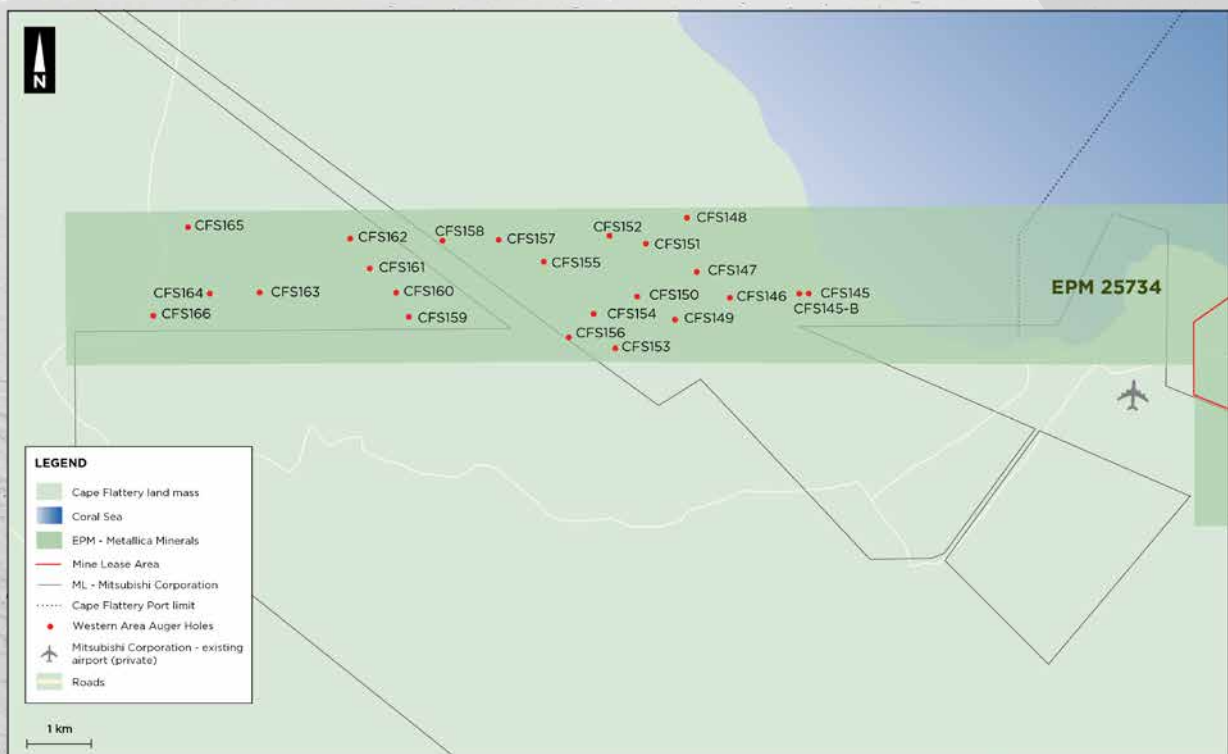 N
CFS148
CFS165
CFS152
CFS162
CFS158
CFS157
CFS151
CFS155
CFS161
CFS147
EPM 25734
CFS164
CFS163
CFS160
CFS150
CFS146
CFS145
CFS145-B
CFS166
CFS159
CFS154
CFS149
CFS156
CFS153
LEGEND
Cape Flattery land mass
Coral Sea
EPM - Metallica Minerals
Mine Lease Area
ML - Mitsubishi Corporation
Cape Flattery Port limit
Western Area Auger Holes
Mitsubishi Corporation - existing
airport (private)
Roads
1 km